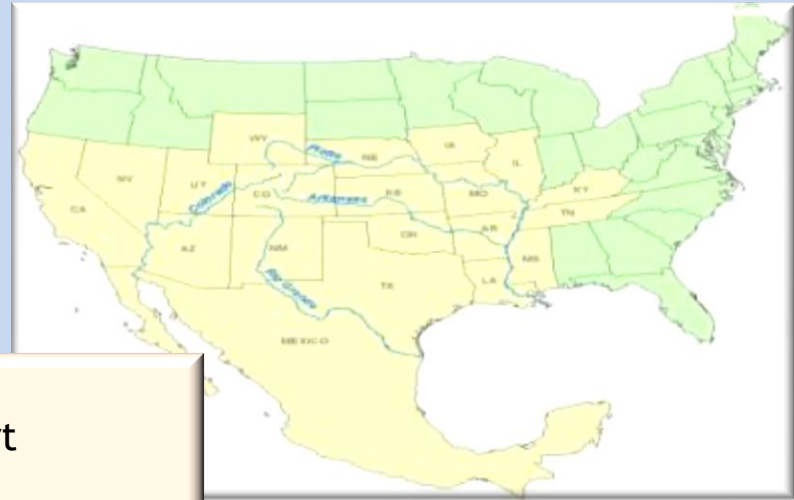 WY
Platte
NE
IA
IL
NV
UT
Colorado
CO
Arkansas
KS
MO
KY
TN
CA
AZ
NM
OK
AR
MS
Rio Grande
TX
LA
MEXICO